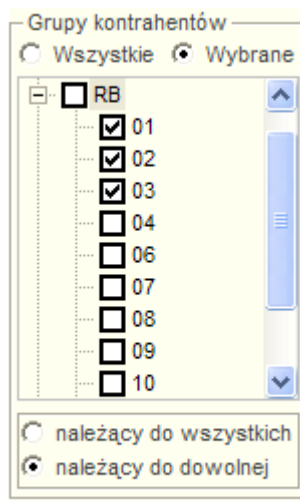 Grupy kontrahentów
Wszystkie Wybrane
RB
01
02
03
04
06
07
08
09
10
należący do wszystkich
należący do dowolnej